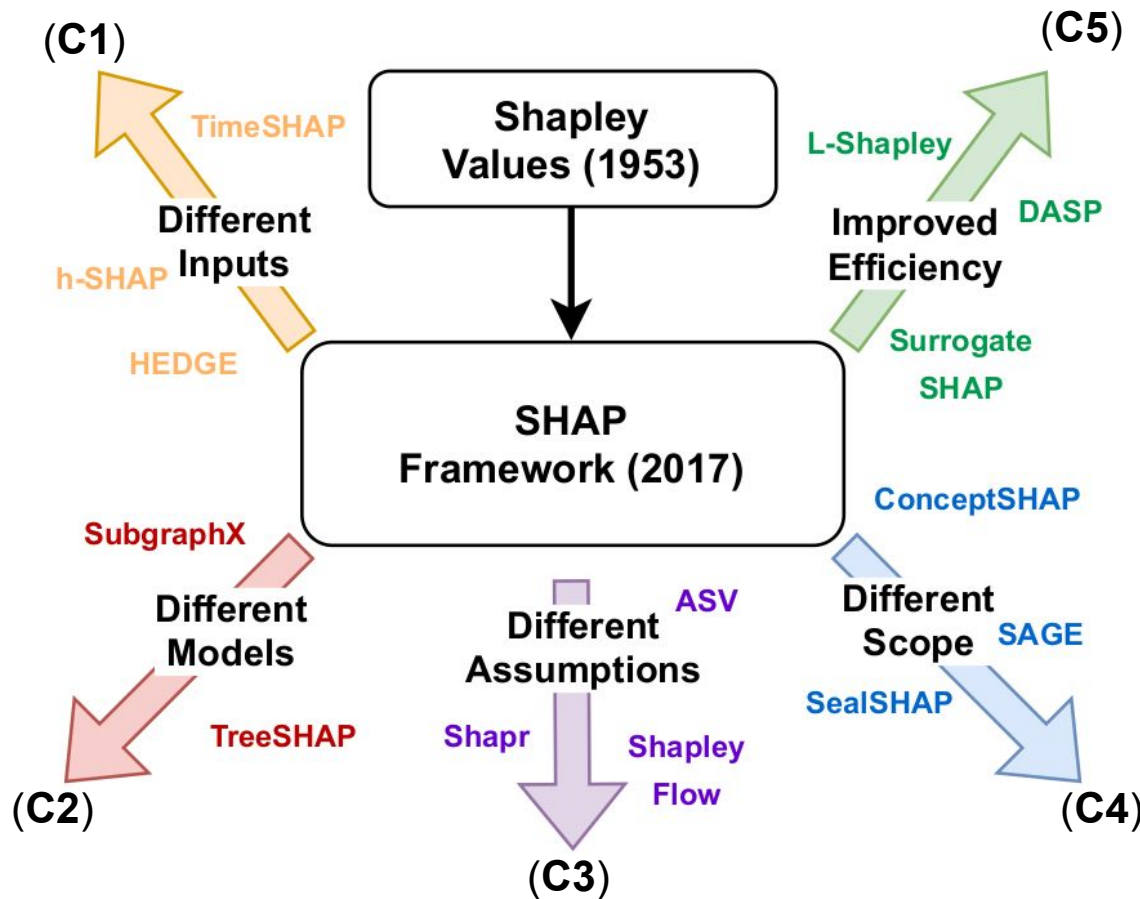 (C1)
(C5)
TimeSHAP
Shapley
Values (1953)
L-Shapley
Different
Inputs
DASP
Improved
Efficiency
h-SHAP
HEDGE
Surrogate
SHAP
SHAP
Framework (2017)
ConceptSHAP
SubgraphX
Different
Models
ASV
Different
Assumptions
Different
Scope
SAGE
SealSHAP
TreeSHAP
Shapr
Shapley
Flow
(C2)
(C4)
(C3)